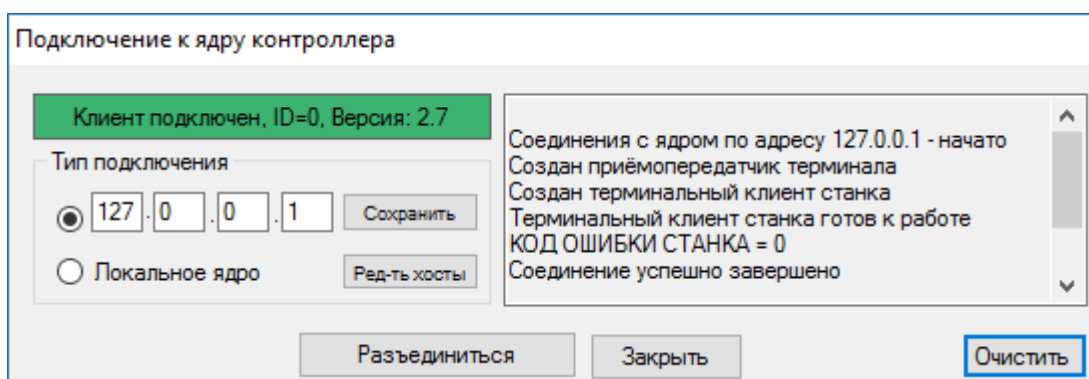 Подключение к ядру контроллера
Клиент подключен, ID=0, Версия: 2.7
Тип подключения
127 . 0 . 0 . 1 Сохранить
Локальное ядро Ред-ть хосты
Соединения с ядром по адресу 127.0.0.1 - начато
Создан приёмопередатчик терминала
Создан терминальный клиент станка
Терминальный клиент станка готов к работе
КОД ОШИБКИ СТАНКА = 0
Соединение успешно завершено
Разъединиться Закрыть Очистить